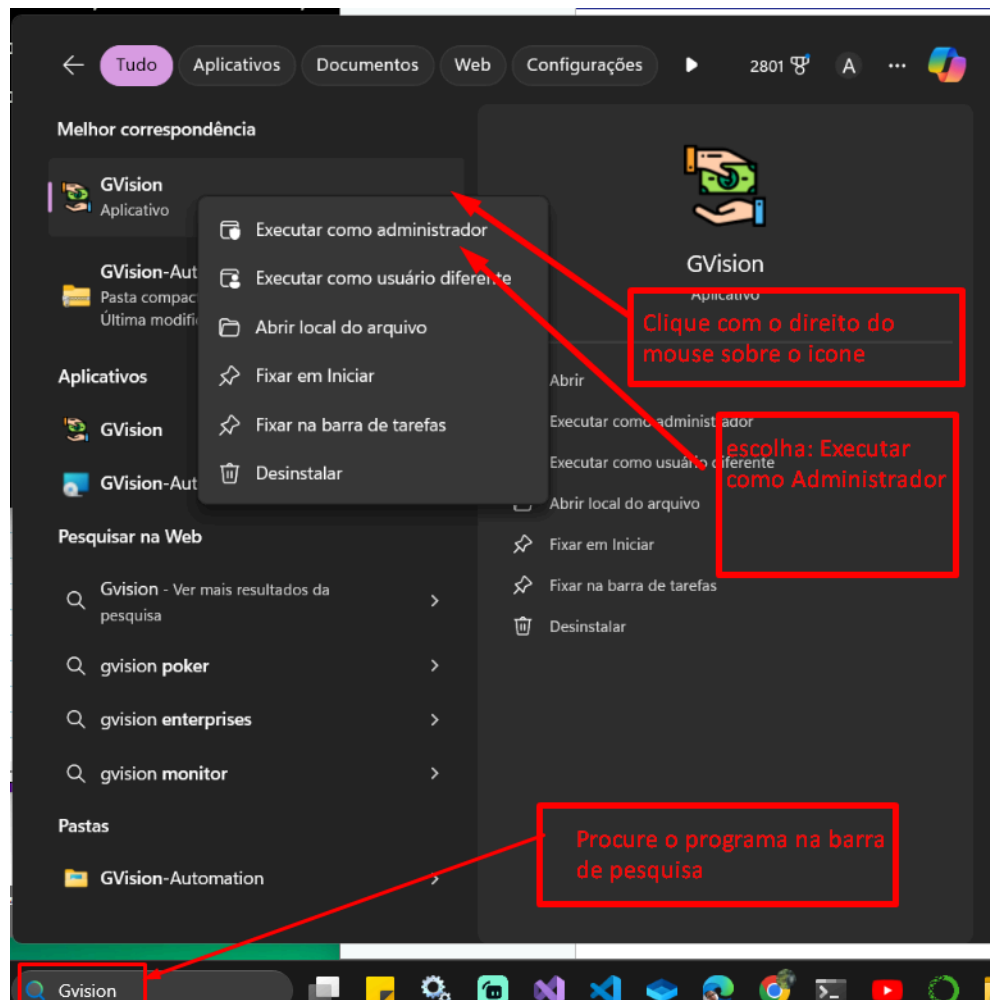 Tudo
Aplicativos
Documentos
Web
Configurações
2801
A
Melhor correspondência
GVision
Aplicativo
GVision-Aut
Pasta compac
Última modifi
Aplicativos
GVision
GVision-Aut
Executar como administrador
Executar como usuário diferente
Abrir local do arquivo
Fixar em Iniciar
Fixar na barra de tarefas
Desinstalar
Pesquisar na Web
Gvision - Ver mais resultados da
pesquisa
gvision poker
gvision enterprises
gvision monitor
Pastas
GVision-Automation
GVision
Aplicativo
Clique com o direito do
mouse sobre o icone
Abrir
Executar como administrador
Executar como usuário diferente
escolha: Executar
como Administrador
Abrir local do arquivo
Fixar em Iniciar
Fixar na barra de tarefas
Desinstalar
Procure o programa na barra
de pesquisa
Gvision